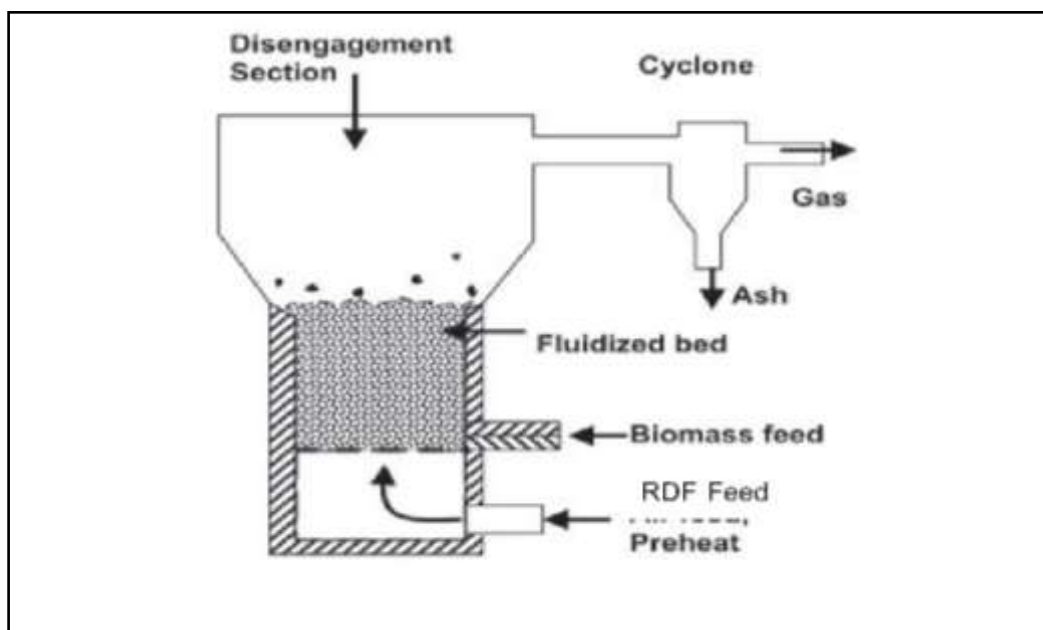 Disengagement
Section
Cyclone
Gas
Ash
Fluidized bed
Biomass feed
RDF Feed
Preheat